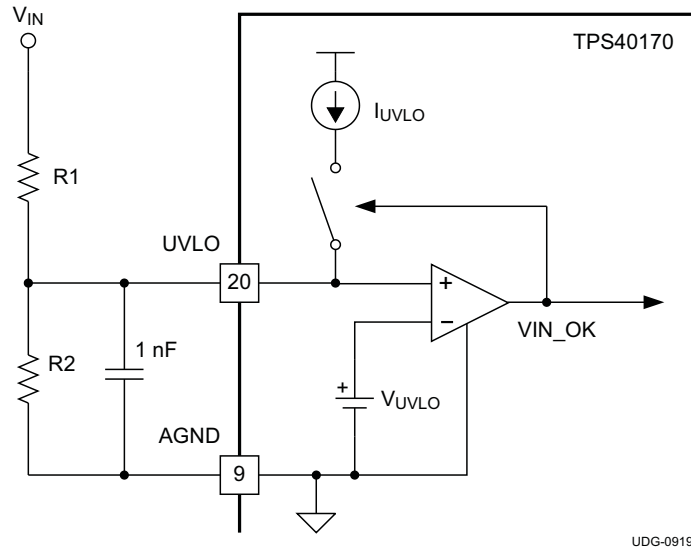 VIN
TPS40170
IUVLO
R1
UVLO
20
+
−
VIN_OK
1 nF
R2
+
VUVLO
AGND
9
UDG-0919